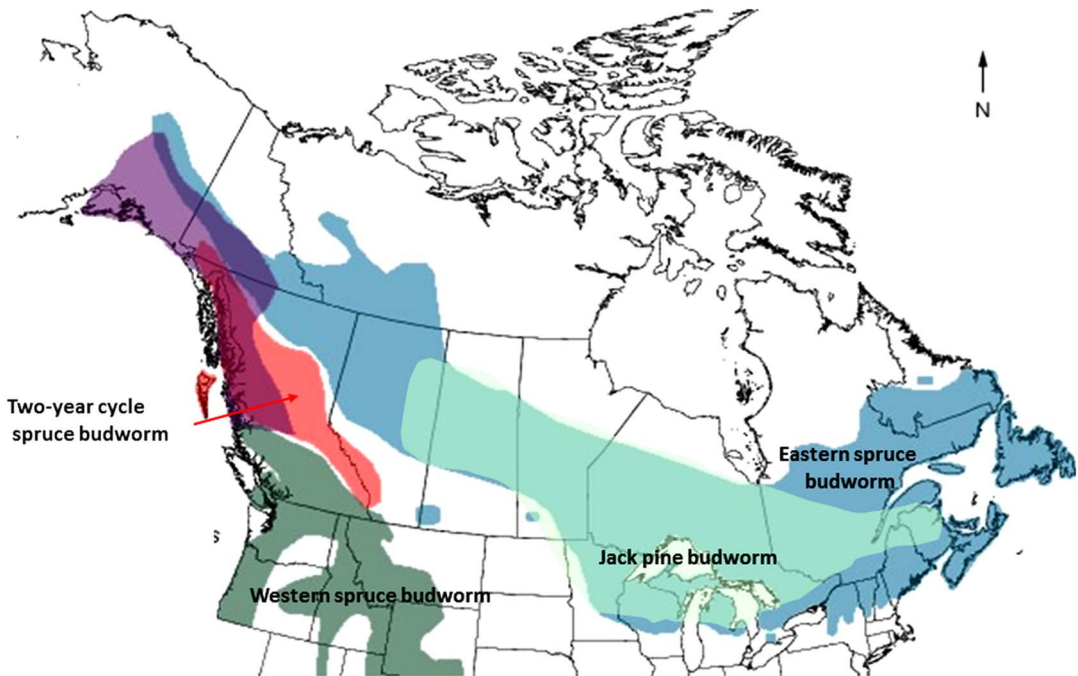 N
Two-year cycle
spruce budworm
Eastern spruce
budworm
Jack pine budworm
Western spruce budworm
s